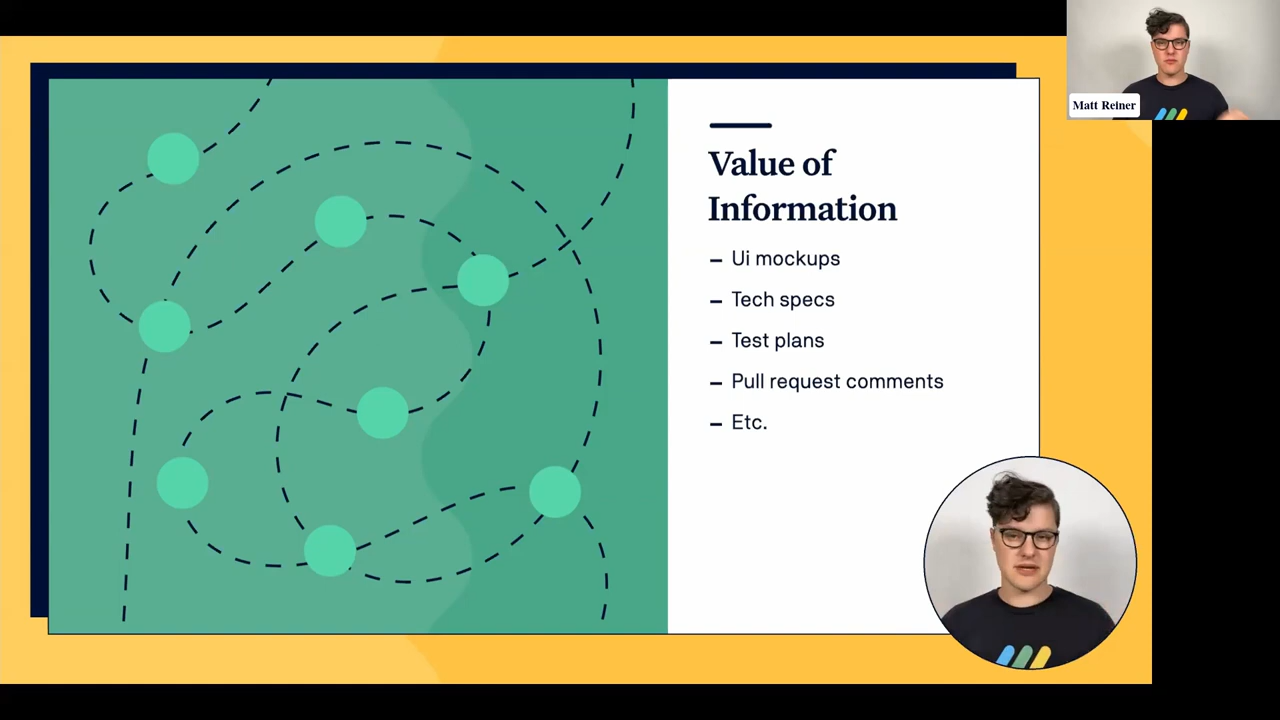 Matt Reiner
Value of
Information
– Ui mockups
– Tech specs
– Test plans
– Pull request comments
– Etc.